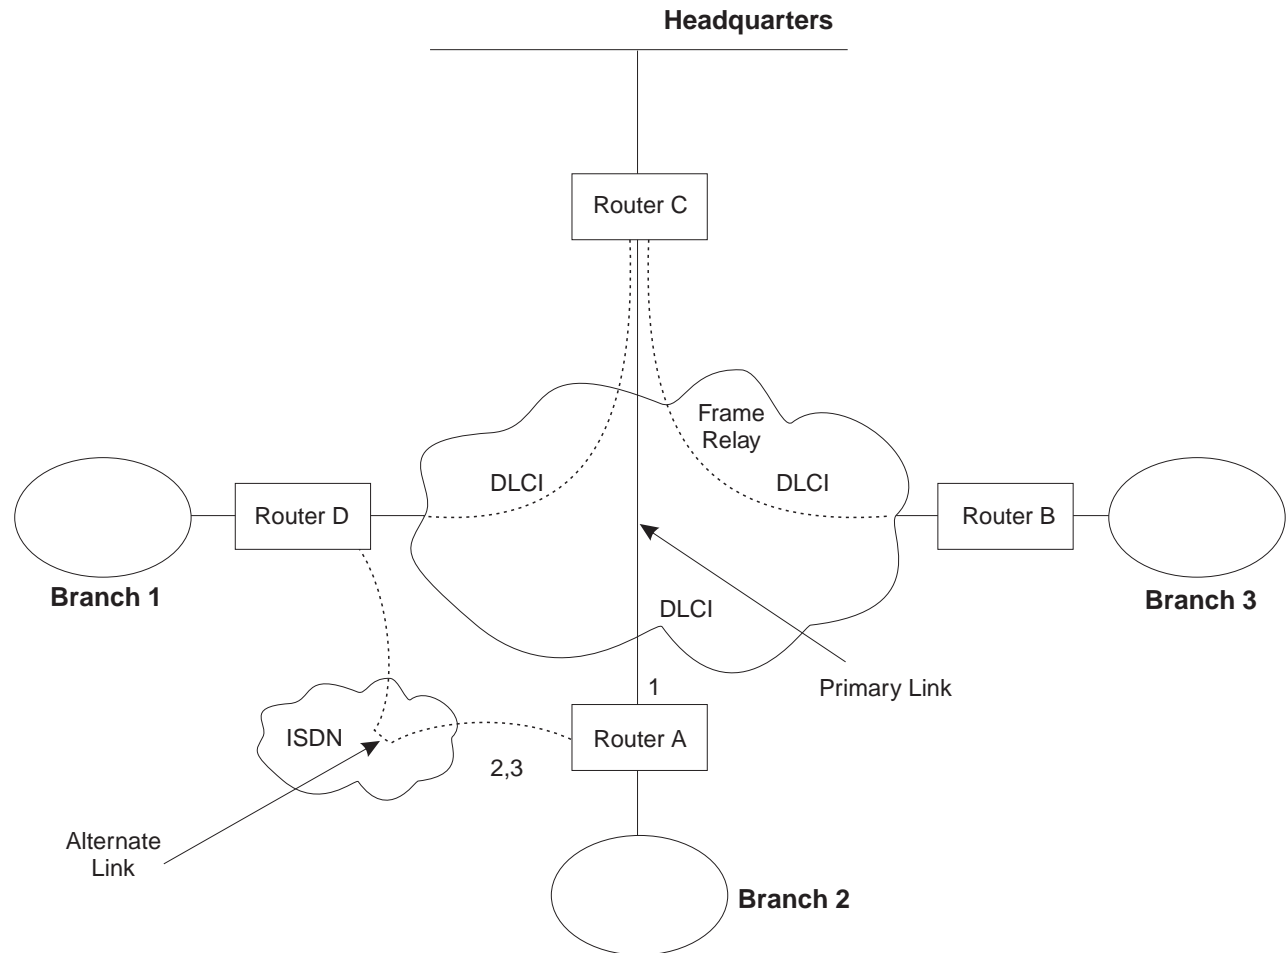 Headquarters
Router C
Frame
Relay
DLCI
DLCI
Router D
Router B
Branch 1
Branch 3
DLCI
Primary Link
1
ISDN
Router A
2,3
Alternate
Link
Branch 2